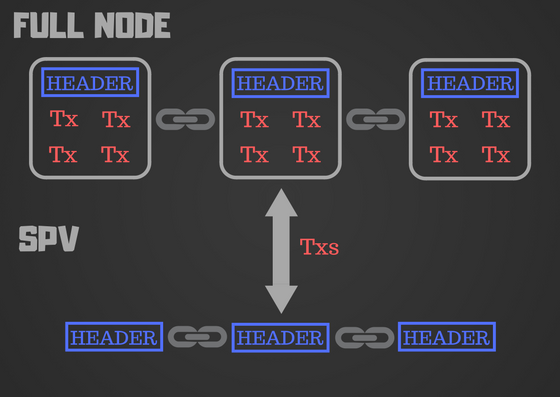 FULL NODE
HEADER HEADER HEADER
Tx Tx Tx Tx Tx Tx
Tx Tx Tx Tx Tx Tx
SPV
Txs
HEADER HEADER HEADER